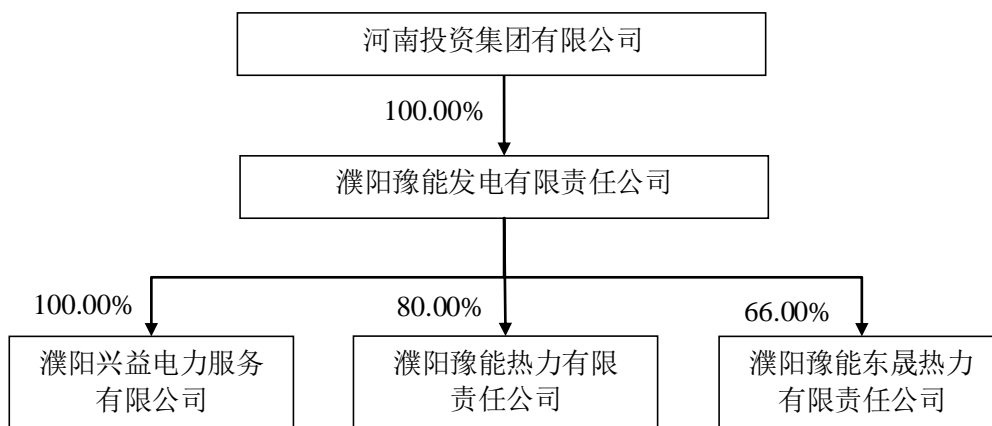 河南投资集团有限公司
100.00%
濮阳豫能发电有限责任公司
100.00%
80.00%
66.00%
濮阳兴益电力服务
有限公司
濮阳豫能热力有限
责任公司
濮阳豫能东晟热力
有限责任公司